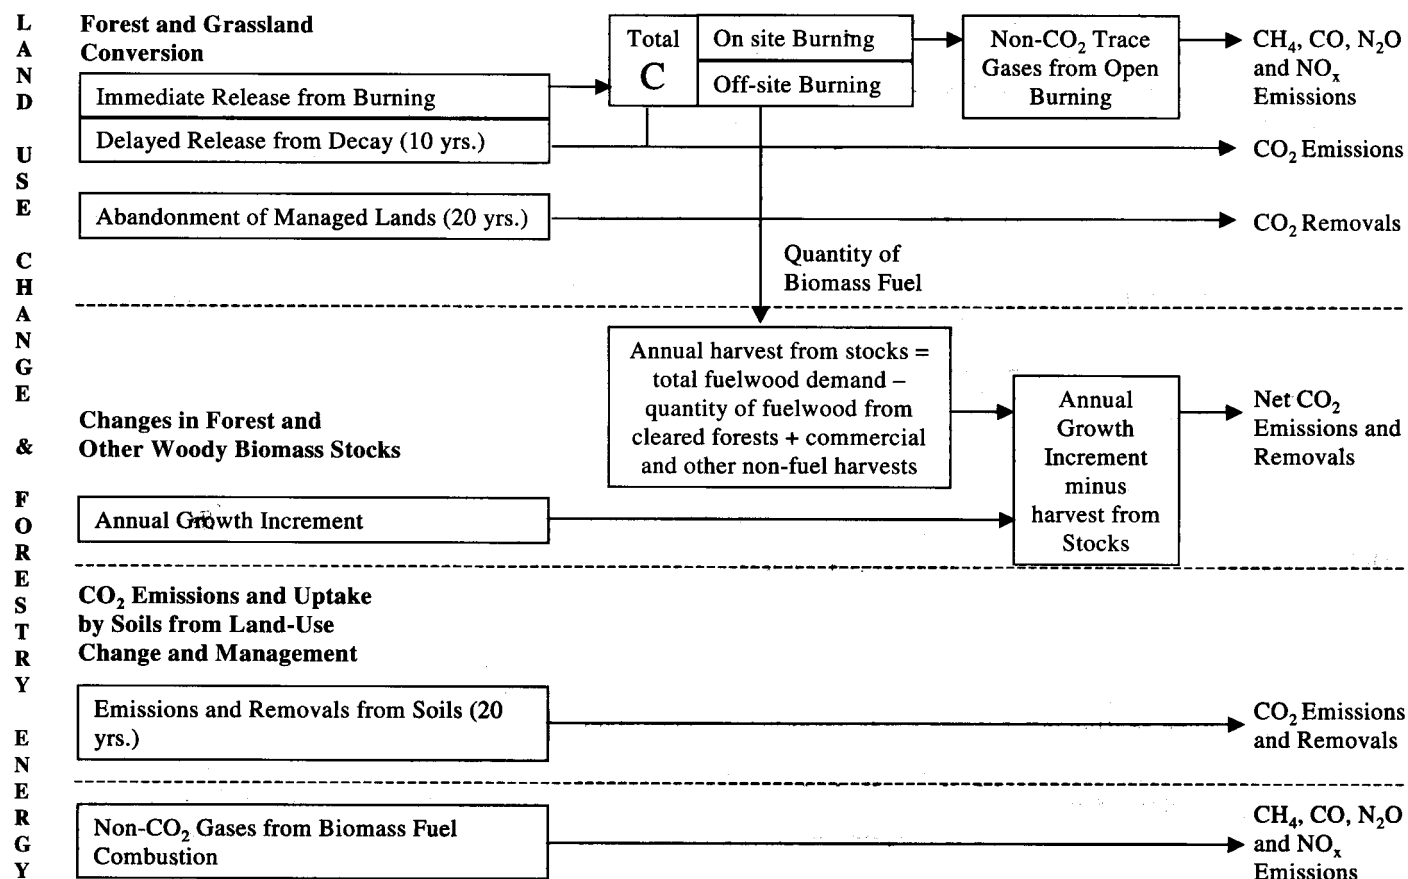 LAND USE CHANGE & FORESTRY ENERGY
Forest and Grassland
Conversion
Immediate Release from Burning
Delayed Release from Decay (10 yrs.)
Abandonment of Managed Lands (20 yrs.)
Total
C
On site Burning
Off-site Burning
Non-CO₂ Trace
Gases from Open
Burning
CH₄, CO, N₂O
and NOₓ
Emissions
CO₂ Emissions
CO₂ Removals
Quantity of
Biomass Fuel
Changes in Forest and
Other Woody Biomass Stocks
Annual Growth Increment
Annual harvest from stocks =
total fuelwood demand –
quantity of fuelwood from
cleared forests + commercial
and other non-fuel harvests
Annual
Growth
Increment
minus
harvest from
Stocks
Net CO₂
Emissions and
Removals
CO₂ Emissions and Uptake
by Soils from Land-Use
Change and Management
Emissions and Removals from Soils (20
yrs.)
CO₂ Emissions
and Removals
Non-CO₂ Gases from Biomass Fuel
Combustion
CH₄, CO, N₂O
and NOₓ
Emissions